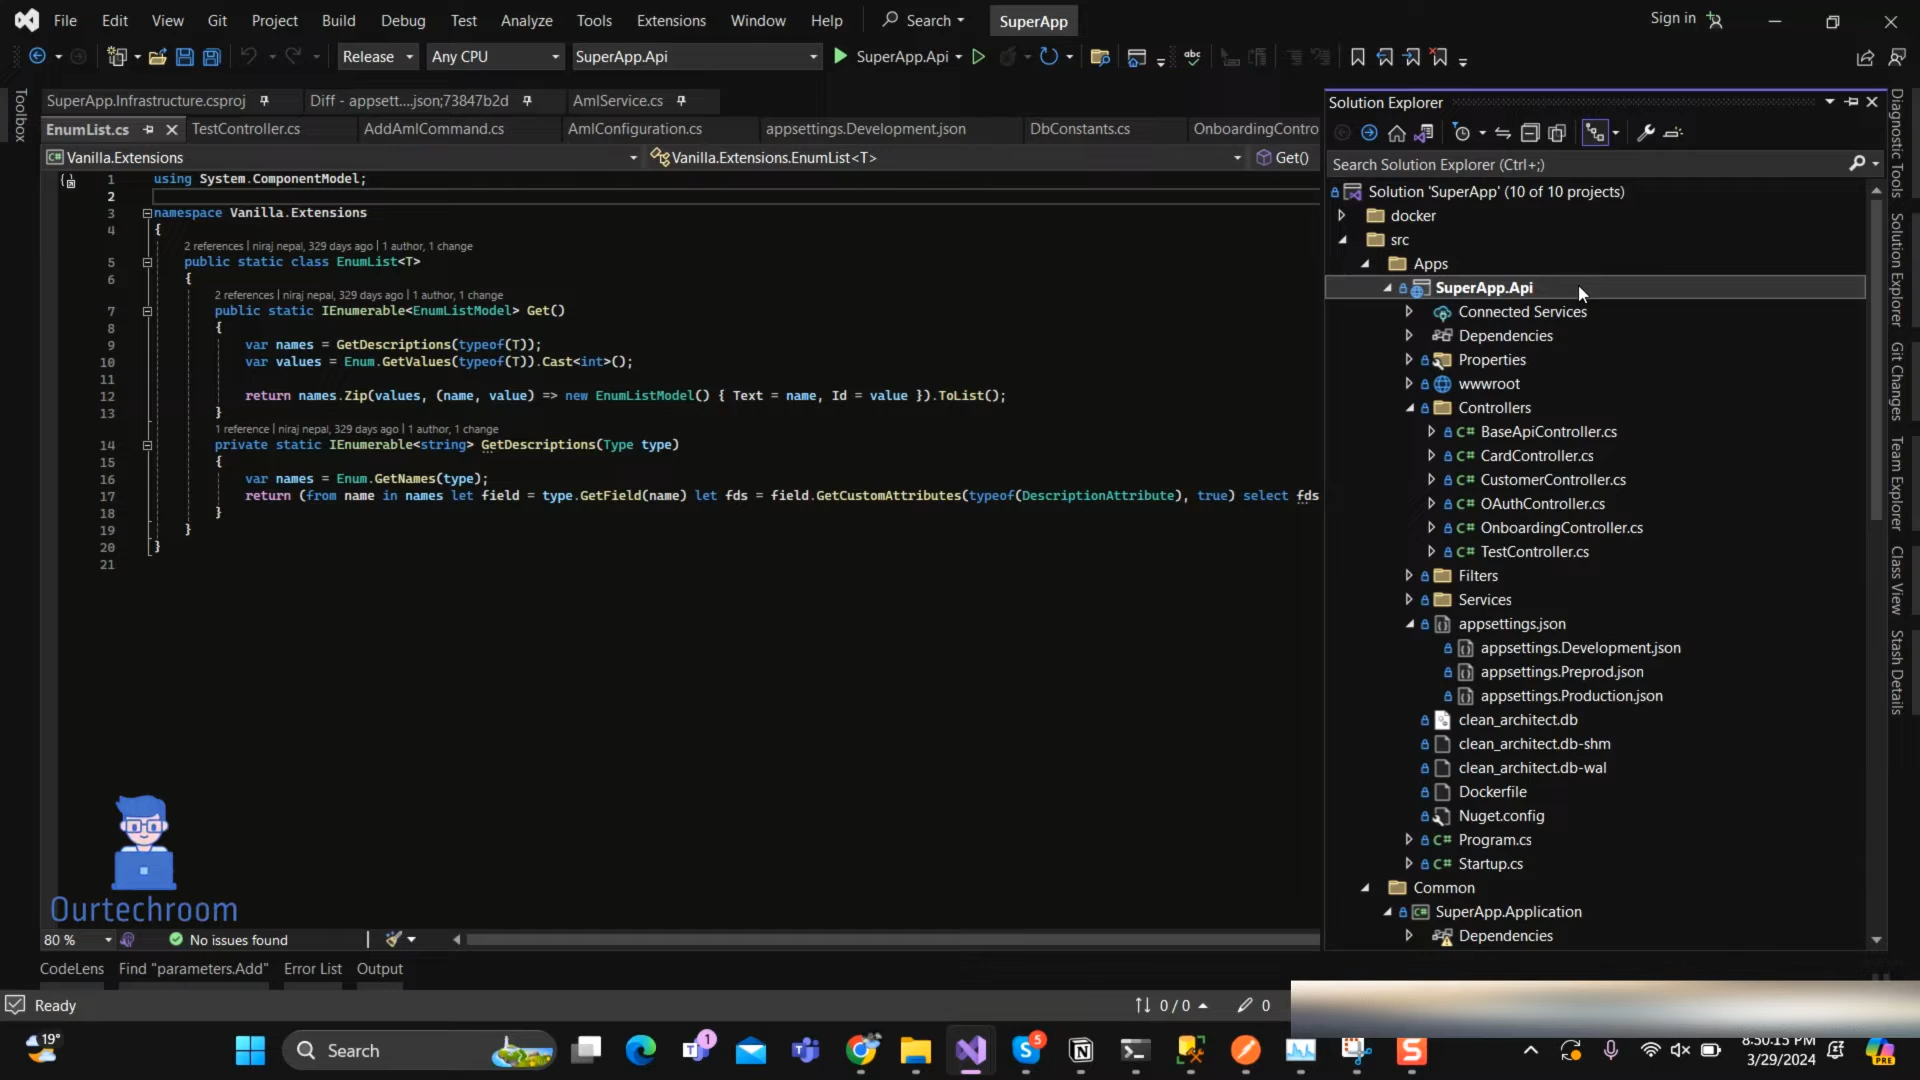 File Edit View Git Project Build Debug Test Analyze Tools Extensions Window Help Search SuperApp Sign in
Release Any CPU SuperApp.Api SuperApp.Api
Toolbox
SuperApp.Infrastructure.csproj Diff - appsett....json;73847b2d AmlService.cs
EnumList.cs TestController.cs AddAmlCommand.cs AmlConfiguration.cs appsettings.Development.json DbConstants.cs OnboardingContro
Vanilla.Extensions Vanilla.Extensions.EnumList<T> Get()
1 using System.ComponentModel;
2
3 namespace Vanilla.Extensions
4 {
2 references | niraj nepal, 329 days ago | 1 author, 1 change
5 public static class EnumList<T>
6 {
2 references | niraj nepal, 329 days ago | 1 author, 1 change
7 public static IEnumerable<EnumListModel> Get()
8 {
9 var names = GetDescriptions(typeof(T));
10 var values = Enum.GetValues(typeof(T)).Cast<int>();
11
12 return names.Zip(values, (name, value) => new EnumListModel() { Text = name, Id = value }).ToList();
13 }
1 reference | niraj nepal, 329 days ago | 1 author, 1 change
14 private static IEnumerable<string> GetDescriptions(Type type)
15 {
16 var names = Enum.GetNames(type);
17 return (from name in names let field = type.GetField(name) let fds = field.GetCustomAttributes(typeof(DescriptionAttribute), true) select fds
18 }
19 }
20 }
21
Ourtechroom
80 % No issues found
CodeLens Find "parameters.Add" Error List Output
Ready 0 / 0 0
Solution Explorer
Search Solution Explorer (Ctrl+;)
Solution 'SuperApp' (10 of 10 projects)
docker
src
Apps
SuperApp.Api
Connected Services
Dependencies
Properties
wwwroot
Controllers
C# BaseApiController.cs
C# CardController.cs
C# CustomerController.cs
C# OAuthController.cs
C# OnboardingController.cs
C# TestController.cs
Filters
Services
appsettings.json
appsettings.Development.json
appsettings.Preprod.json
appsettings.Production.json
clean_architect.db
clean_architect.db-shm
clean_architect.db-wal
Dockerfile
Nuget.config
C# Program.cs
C# Startup.cs
Common
C# SuperApp.Application
Dependencies
Diagnostic Tools
Solution Explorer
Git Changes
Team Explorer
Class View
Stash Details
19°
Search
1
5
8:50:15 PM
3/29/2024
PRE